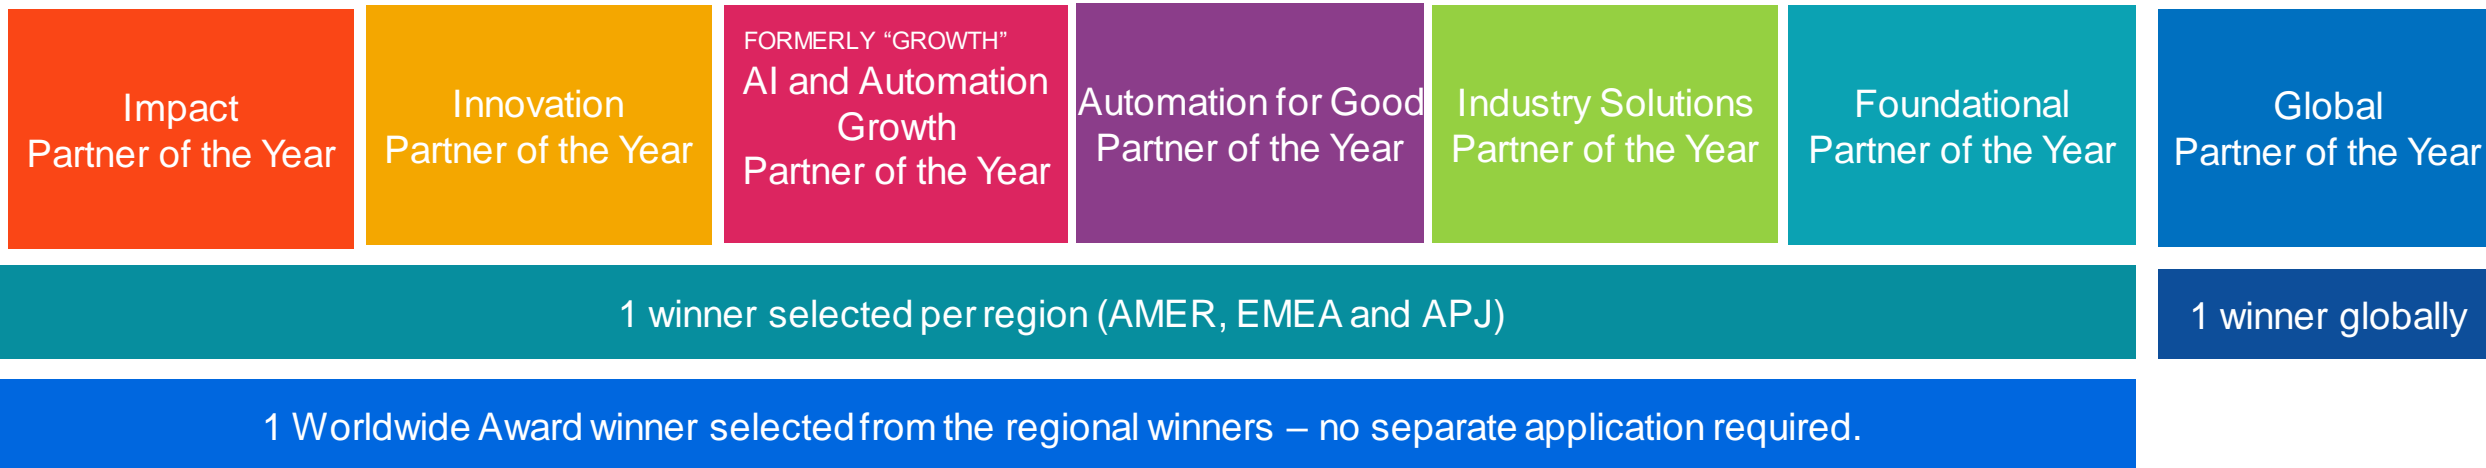 Impact
Partner of the Year
Innovation
Partner of the Year
FORMERLY “GROWTH”
AI and Automation
Growth
Partner of the Year
Automation for Good
Partner of the Year
Industry Solutions
Partner of the Year
Foundational
Partner of the Year
Global
Partner of the Year
1 winner selected per region (AMER, EMEA and APJ)
1 winner globally
1 Worldwide Award winner selected from the regional winners – no separate application required.